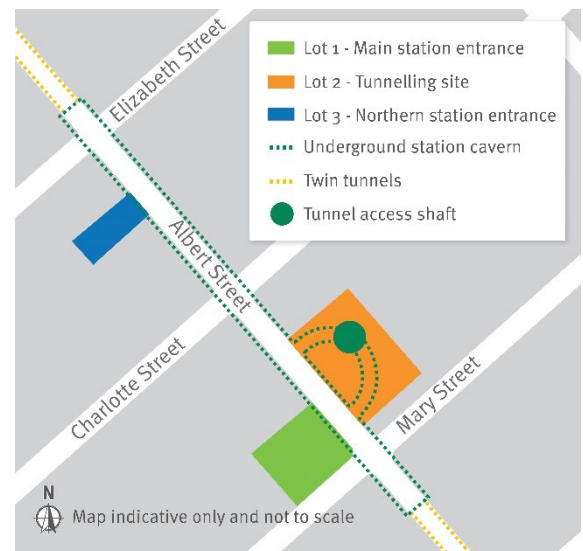 Elizabeth Street
Lot 1 - Main station entrance
Lot 2 - Tunnelling site
Lot 3 - Northern station entrance
Underground station cavern
Twin tunnels
Tunnel access shaft
Albert Street
Charlotte Street
Mary Street
N
Map indicative only and not to scale